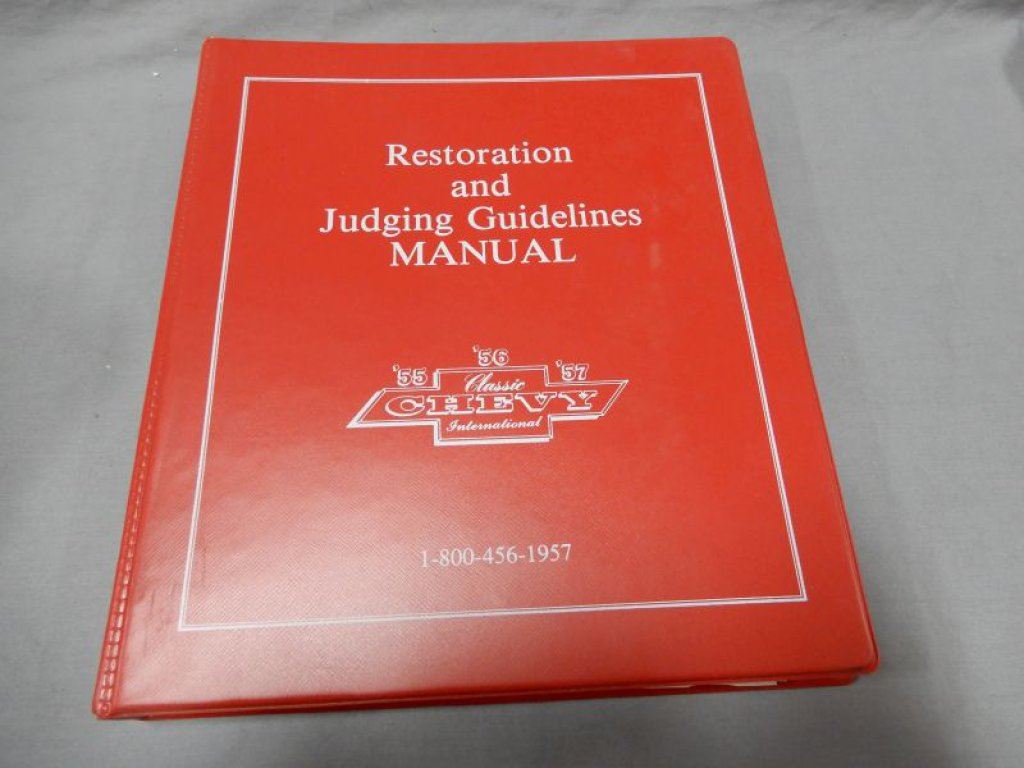 Restoration
and
Judging Guidelines
MANUAL
'55 '56 '57
Classic
CHEVY
International
1-800-456-1957